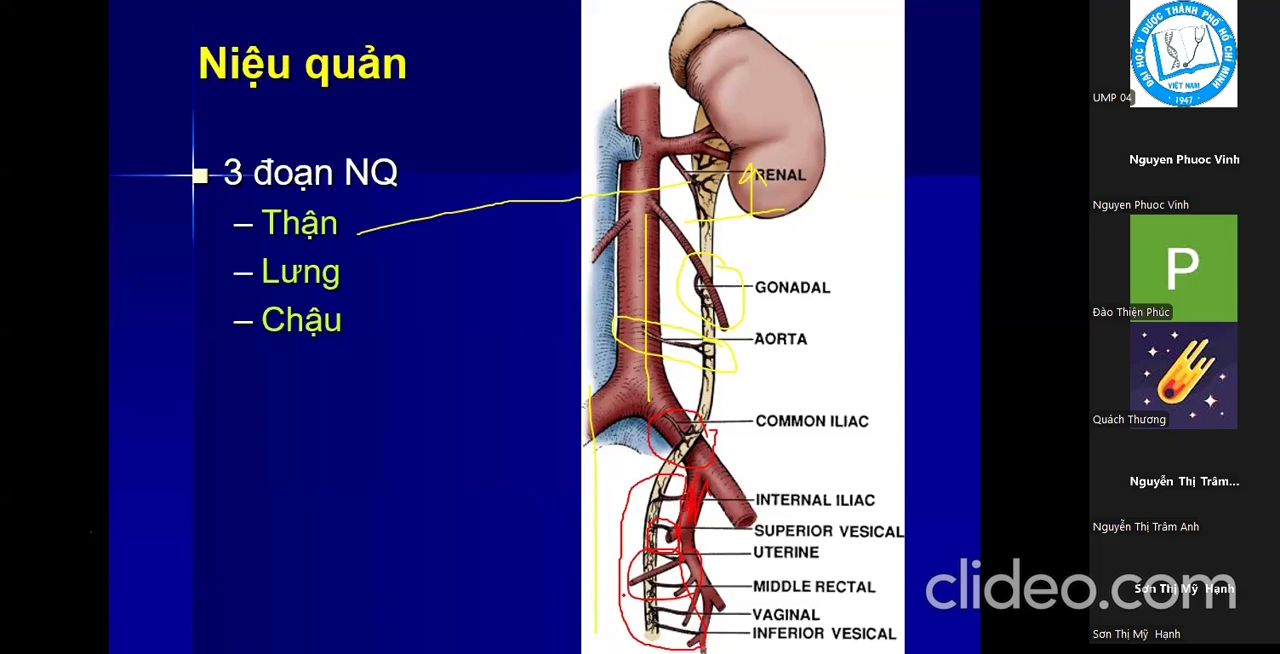 Niệu quản
3 đoạn NQ
– Thận
– Lưng
– Chậu
RENAL
GONADAL
AORTA
COMMON ILIAC
INTERNAL ILIAC
SUPERIOR VESICAL
UTERINE
MIDDLE RECTAL
VAGINAL
INFERIOR VESICAL
ĐẠI HỌC Y DƯỢC THÀNH PHỐ HỒ CHÍ MINH
VIỆT NAM
1947
UMP 04
Nguyen Phuoc Vinh
Nguyen Phuoc Vinh
P
Đào Thiện Phúc
Quách Thương
Nguyễn Thị Trâm...
Nguyễn Thị Trâm Anh
Sơn Thị Mỹ Hạnh
Sơn Thị Mỹ Hạnh
clideo.com